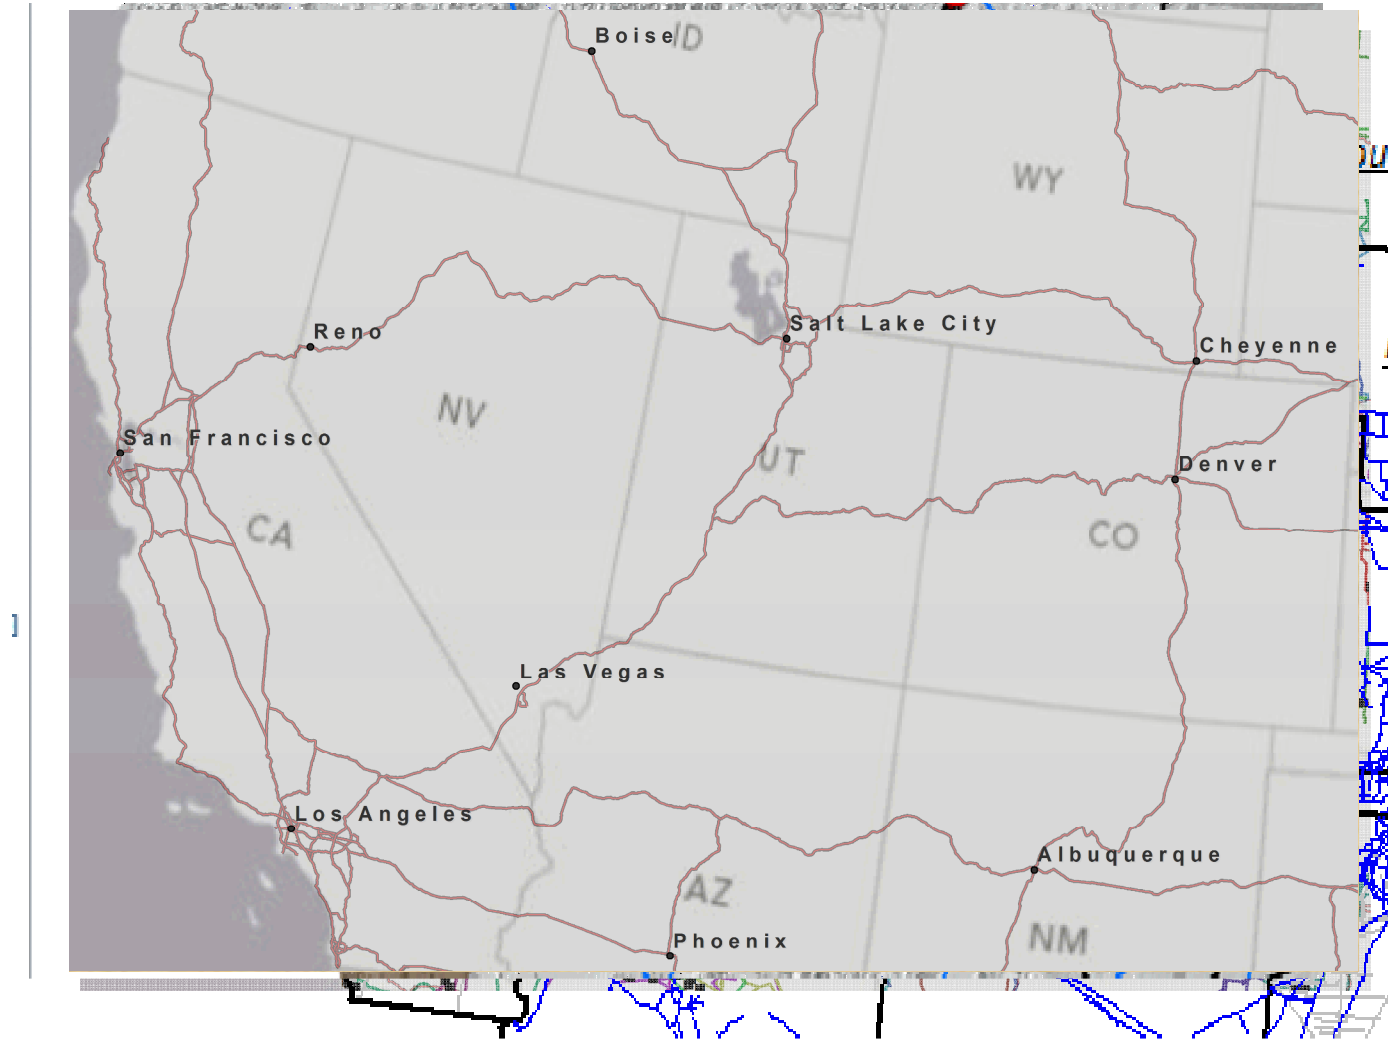 Boise
ID
WY
Salt Lake City
Reno
Cheyenne
NV
San Francisco
UT
Denver
CA
CO
Las Vegas
Los Angeles
Albuquerque
AZ
Phoenix
NM